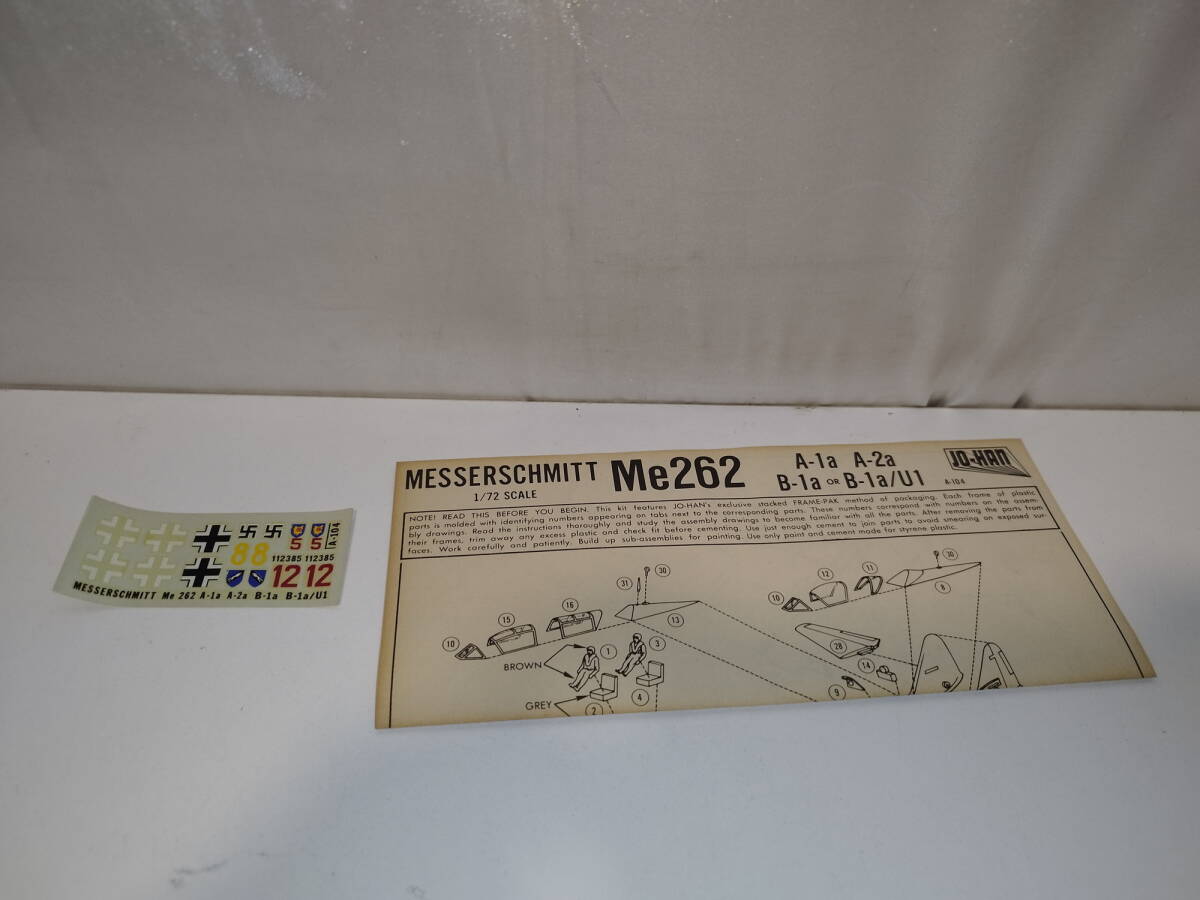 MESSERSCHMITT Me262 A-1a A-2a
1/72 SCALE B-1a OR B-1a/U1 A-104
JO-HAN
NOTE! READ THIS BEFORE YOU BEGIN. This kit features JO-HAN's exclusive stacked FRAME-PAK method of packaging. Each frame of plastic
parts is molded with identifying numbers appearing on tabs next to the corresponding parts. These numbers correspond with numbers on the assem-
bly drawings. Read the instructions thoroughly and study the assembly drawings to become familiar with all the parts. After removing the parts from
their frames, trim away any excess plastic and check fit before cementing. Use just enough cement to join parts to avoid smearing on exposed sur-
faces. Work carefully and patiently. Build up sub-assemblies for painting. Use only paint and cement made for styrene plastic.
31 30
30
10 15 16 13
10 12 11 8
BROWN 1 3
28
14
9
GREY 2 4
5 5
A-104
8 8 112385 112385
12 12
MESSERSCHMITT Me 262 A-1a A-2a B-1a B-1a/U1